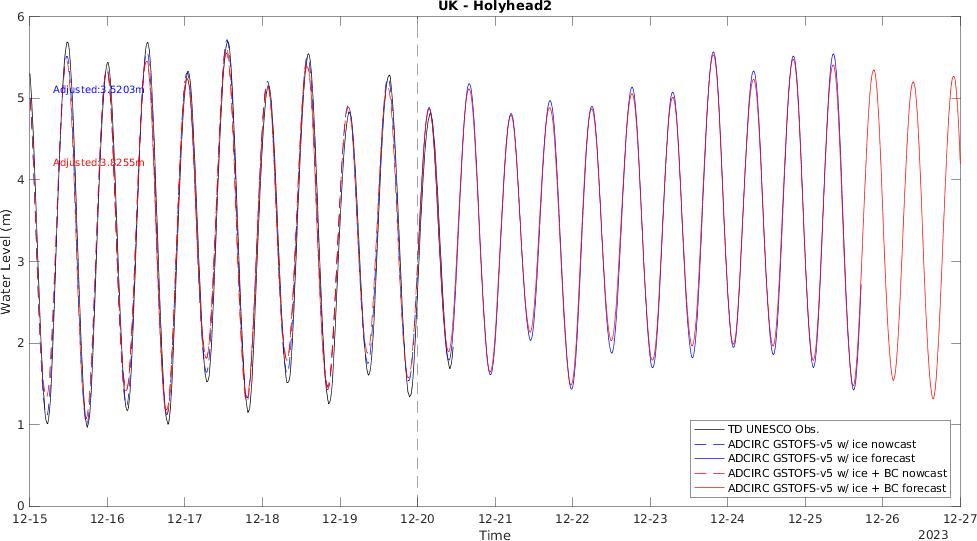 UK - Holyhead2
6
5
4
3
2
1
0
Water Level (m)
Adjusted:3.5203m
Adjusted:3.8255m
TD UNESCO Obs.
ADCIRC GSTOFS-v5 w/ ice nowcast
ADCIRC GSTOFS-v5 w/ ice forecast
ADCIRC GSTOFS-v5 w/ ice + BC nowcast
ADCIRC GSTOFS-v5 w/ ice + BC forecast
12-15 12-16 12-17 12-18 12-19 12-20 12-21 12-22 12-23 12-24 12-25 12-26 12-27
Time
2023